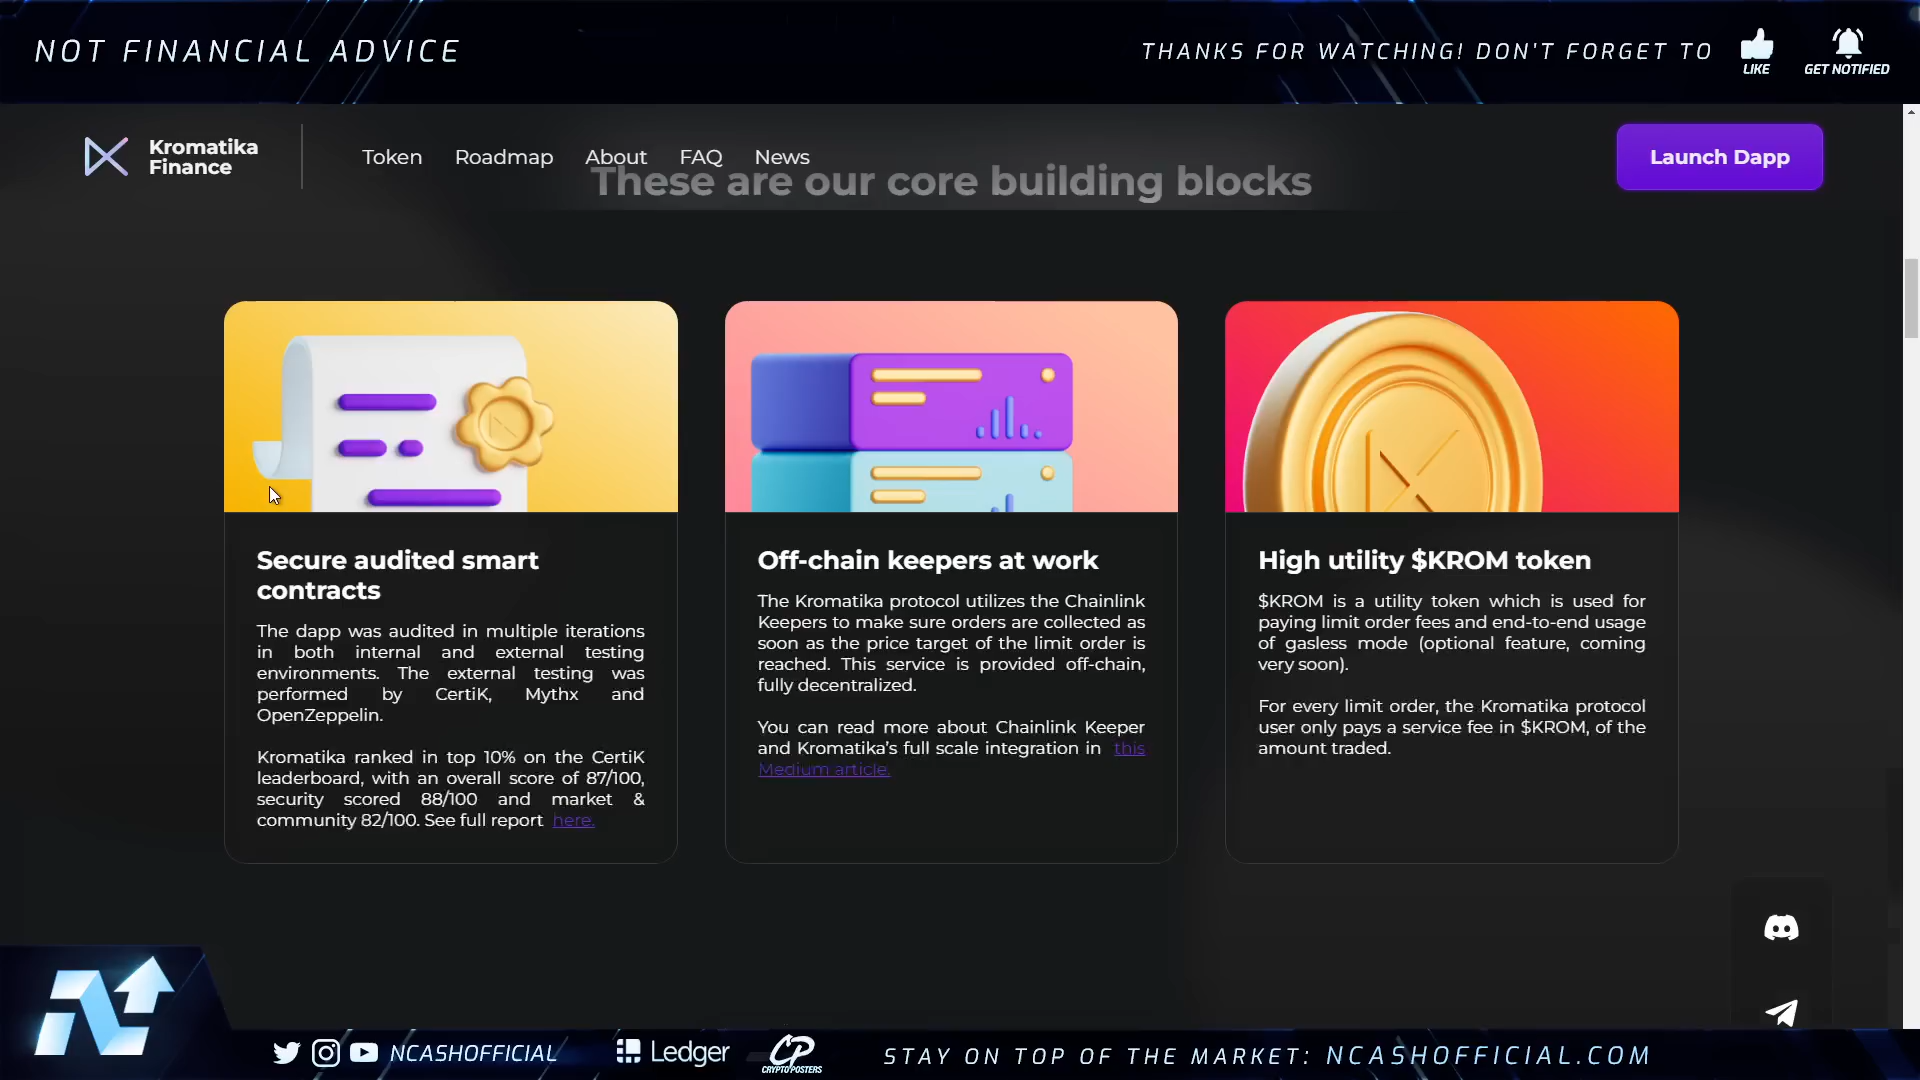 NOT FINANCIAL ADVICE
THANKS FOR WATCHING! DON'T FORGET TO
LIKE
GET NOTIFIED
Kromatika
Finance
Token
Roadmap
About
FAQ
News
Launch Dapp
These are our core building blocks
Secure audited smart
contracts
The dapp was audited in multiple iterations
in both internal and external testing
environments. The external testing was
performed by CertiK, Mythx and
OpenZeppelin.
Kromatika ranked in top 10% on the CertiK
leaderboard, with an overall score of 87/100,
security scored 88/100 and market &
community 82/100. See full report here.
Off-chain keepers at work
The Kromatika protocol utilizes the Chainlink
Keepers to make sure orders are collected as
soon as the price target of the limit order is
reached. This service is provided off-chain,
fully decentralized.
You can read more about Chainlink Keeper
and Kromatika's full scale integration in this
Medium article.
High utility $KROM token
$KROM is a utility token which is used for
paying limit order fees and end-to-end usage
of gasless mode (optional feature, coming
very soon).
For every limit order, the Kromatika protocol
user only pays a service fee in $KROM, of the
amount traded.
NCASHOFFICIAL
Ledger
CP
CRYPTOPOSTERS
STAY ON TOP OF THE MARKET: NCASHOFFICIAL.COM